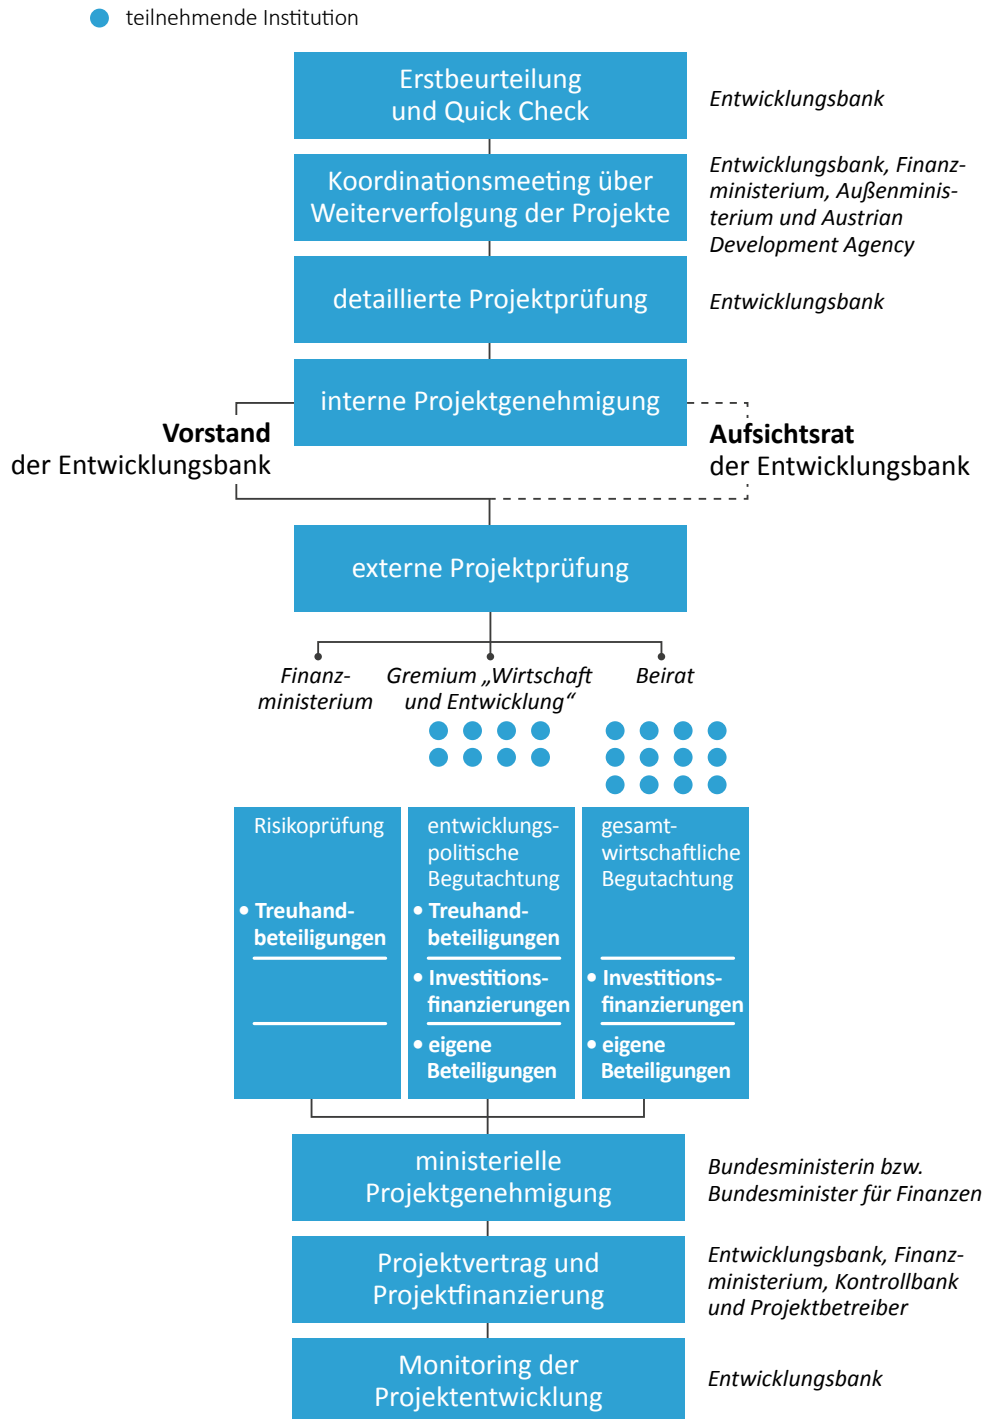 teilnehmende Institution
Erstbeurteilung
und Quick Check
Entwicklungsbank
Koordinationsmeeting über
Weiterverfolgung der Projekte
Entwicklungsbank, Finanz-
ministerium, Außenminis-
terium und Austrian
Development Agency
detaillierte Projektprüfung
Entwicklungsbank
interne Projektgenehmigung
Vorstand
der Entwicklungsbank
Aufsichtsrat
der Entwicklungsbank
externe Projektprüfung
Finanz-
ministerium
Gremium „Wirtschaft
und Entwicklung“
Beirat
Risikoprüfung
• Treuhand-
beteiligungen
entwicklungs-
politische
Begutachtung
• Treuhand-
beteiligungen
• Investitions-
finanzierungen
• eigene
Beteiligungen
gesamt-
wirtschaftliche
Begutachtung
• Investitions-
finanzierungen
• eigene
Beteiligungen
ministerielle
Projektgenehmigung
Bundesministerin bzw.
Bundesminister für Finanzen
Projektvertrag und
Projektfinanzierung
Entwicklungsbank, Finanz-
ministerium, Kontrollbank
und Projektbetreiber
Monitoring der
Projektentwicklung
Entwicklungsbank